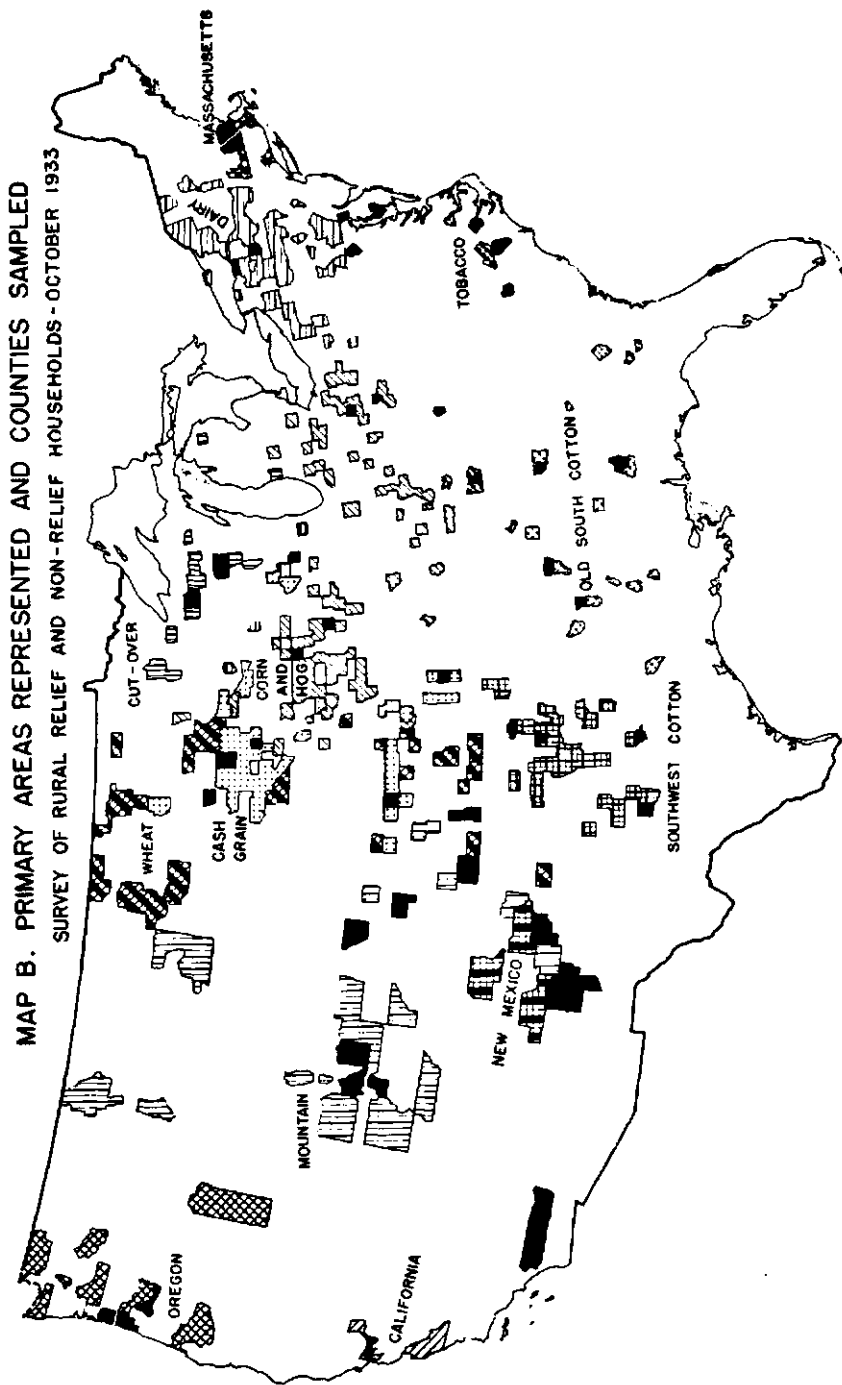 MAP B. PRIMARY AREAS REPRESENTED AND COUNTIES SAMPLED
SURVEY OF RURAL RELIEF AND NON-RELIEF HOUSEHOLDS - OCTOBER 1933
OREGON
WHEAT
CUT-OVER
DAIRY
MASSACHUSETTS
CASH
GRAIN
CORN
AND HOG
MOUNTAIN
CALIFORNIA
TOBACCO
NEW MEXICO
OLD SOUTH COTTON
SOUTHWEST COTTON